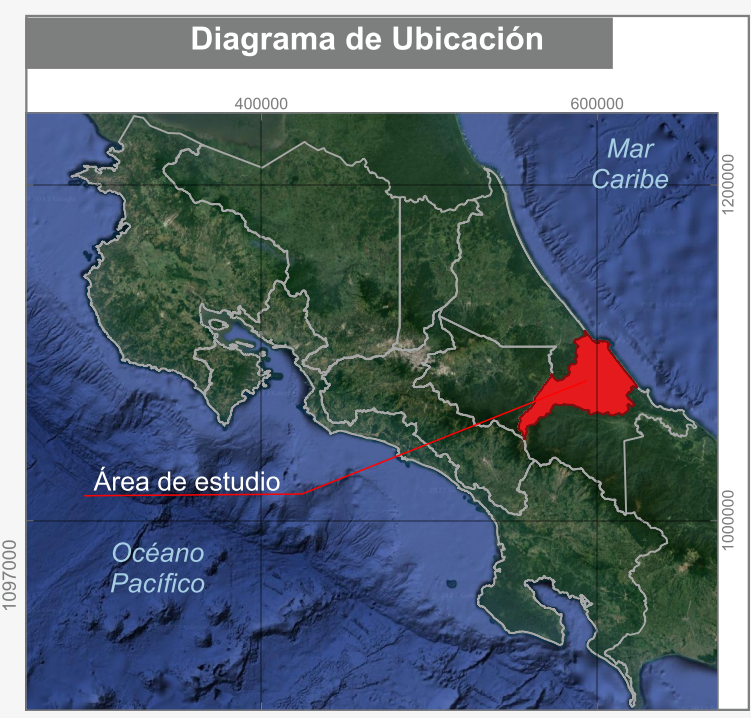 Diagrama de Ubicación
400000
600000
Mar
Caribe
1200000
Área de estudio
1000000
Océano
Pacífico
1097000